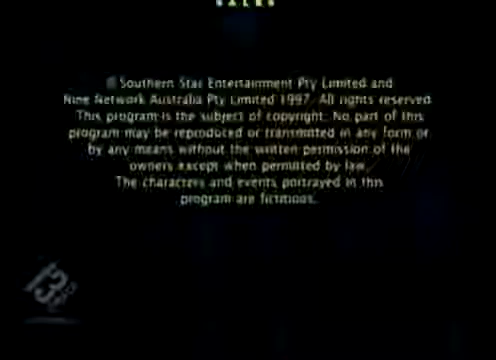 SALES
© Southern Star Entertainment Pty Limited and
Nine Network Australia Pty Limited 1997. All rights reserved
This program is the subject of copyright. No part of this
program may be reproduced or transmitted in any form or
by any means without the written permission of the
owners except when permitted by law.
The characters and events portrayed in this
program are fictitious.
13